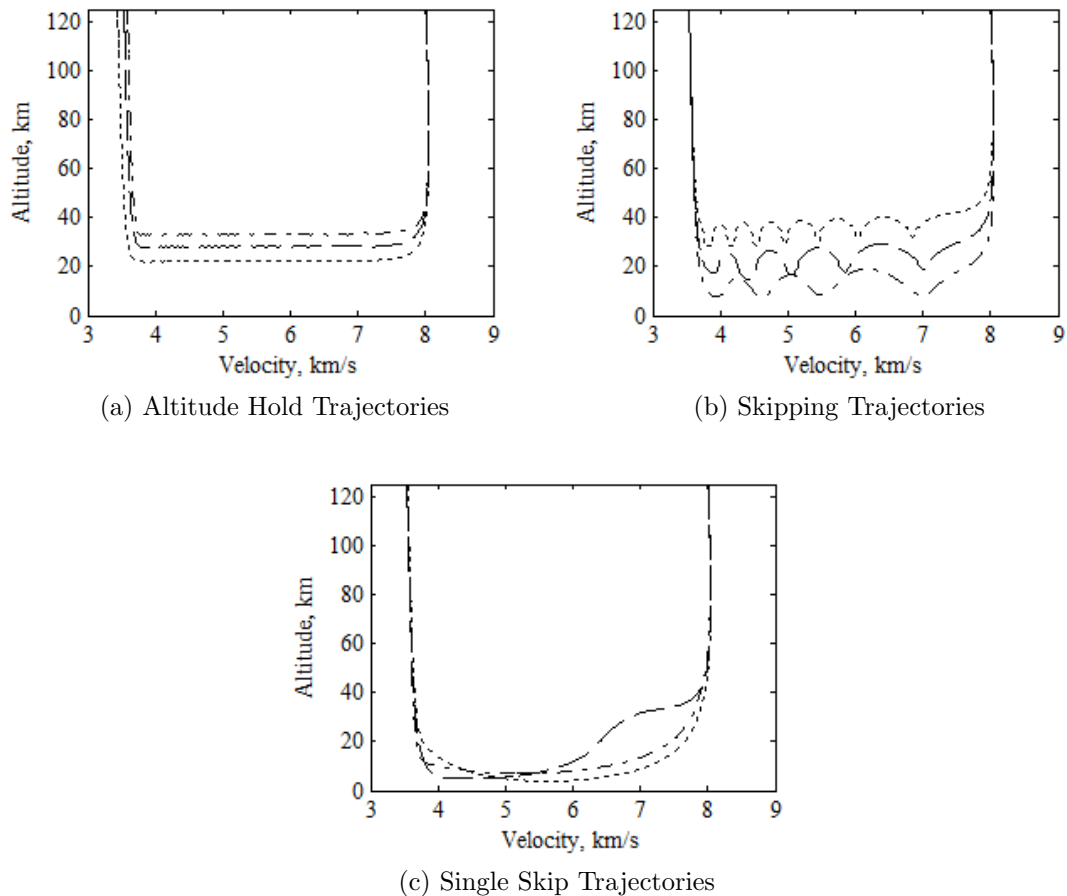 120
100
80
60
40
20
0
Altitude, km
3 4 5 6 7 8 9
Velocity, km/s
(a) Altitude Hold Trajectories
120
100
80
60
40
20
0
Altitude, km
3 4 5 6 7 8 9
Velocity, km/s
(b) Skipping Trajectories
120
100
80
60
40
20
0
Altitude, km
3 4 5 6 7 8 9
Velocity, km/s
(c) Single Skip Trajectories